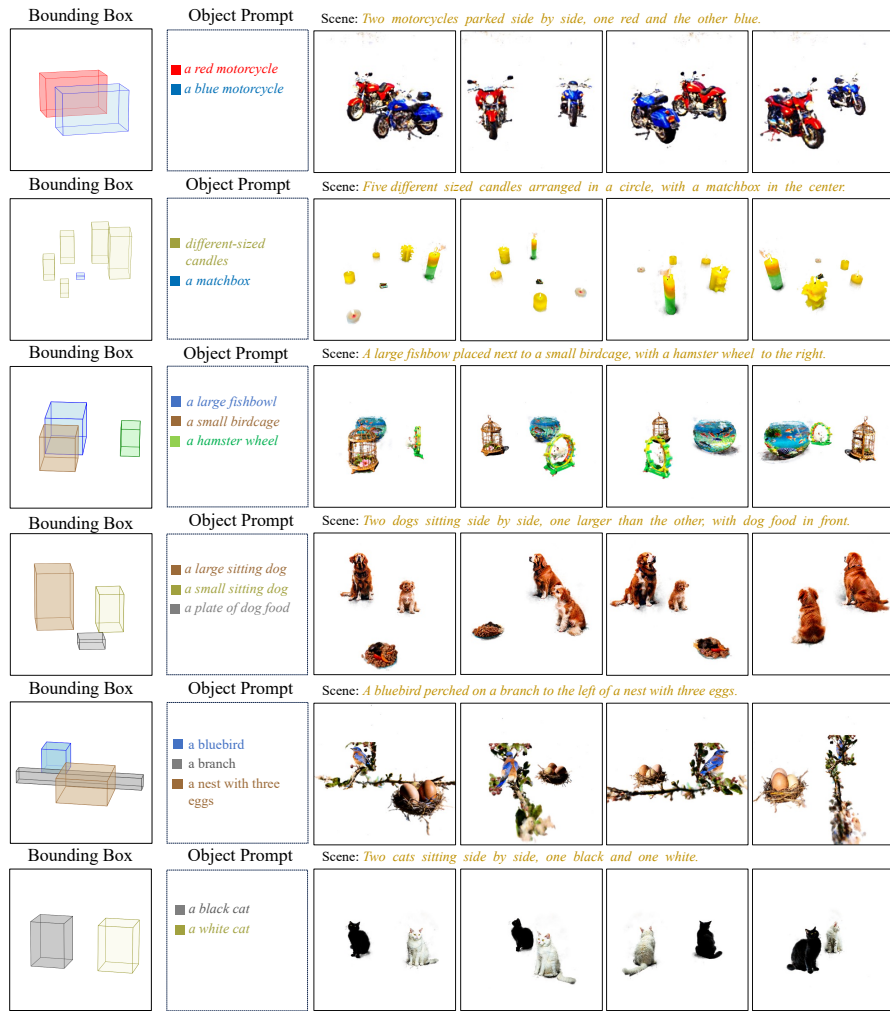 Bounding Box
Object Prompt
Scene: Two motorcycles parked side by side, one red and the other blue.
a red motorcycle
a blue motorcycle
Bounding Box
Object Prompt
Scene: Five different sized candles arranged in a circle, with a matchbox in the center.
different-sized
candles
a matchbox
Bounding Box
Object Prompt
Scene: A large fishbow placed next to a small birdcage, with a hamster wheel to the right.
a large fishbowl
a small birdcage
a hamster wheel
Bounding Box
Object Prompt
Scene: Two dogs sitting side by side, one larger than the other, with dog food in front.
a large sitting dog
a small sitting dog
a plate of dog food
Bounding Box
Object Prompt
Scene: A bluebird perched on a branch to the left of a nest with three eggs.
a bluebird
a branch
a nest with three
eggs
Bounding Box
Object Prompt
Scene: Two cats sitting side by side, one black and one white.
a black cat
a white cat